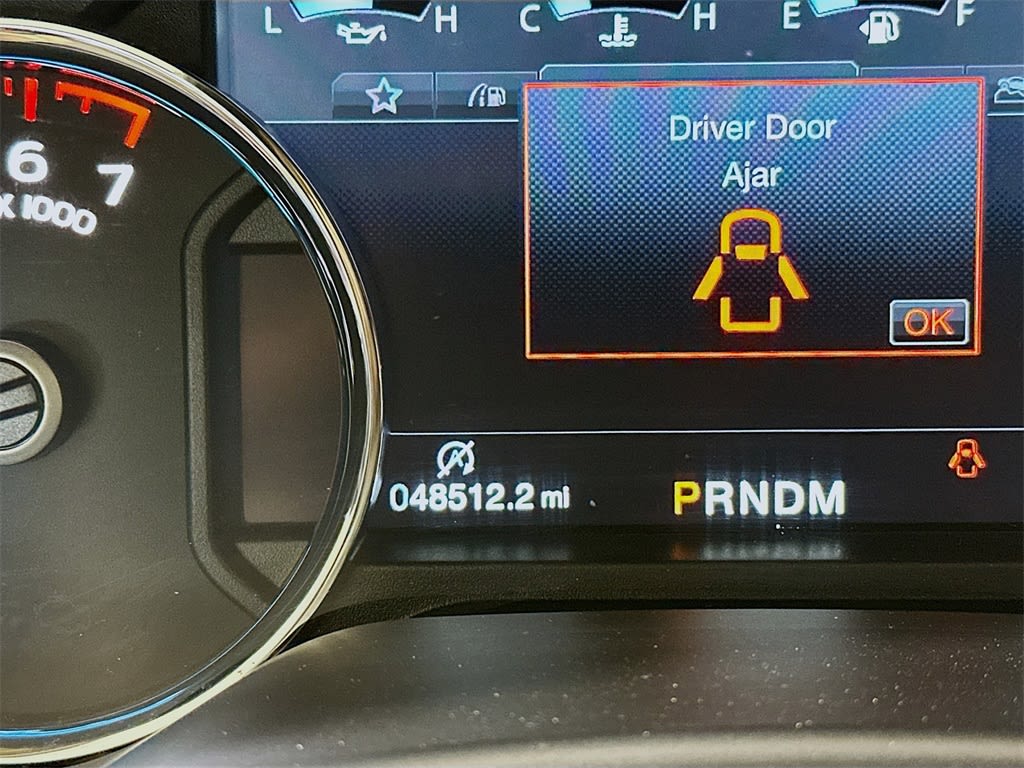 L H C H E F
6
7
x 1000
Driver Door
Ajar
OK
A
048512.2 mi
PRNDM